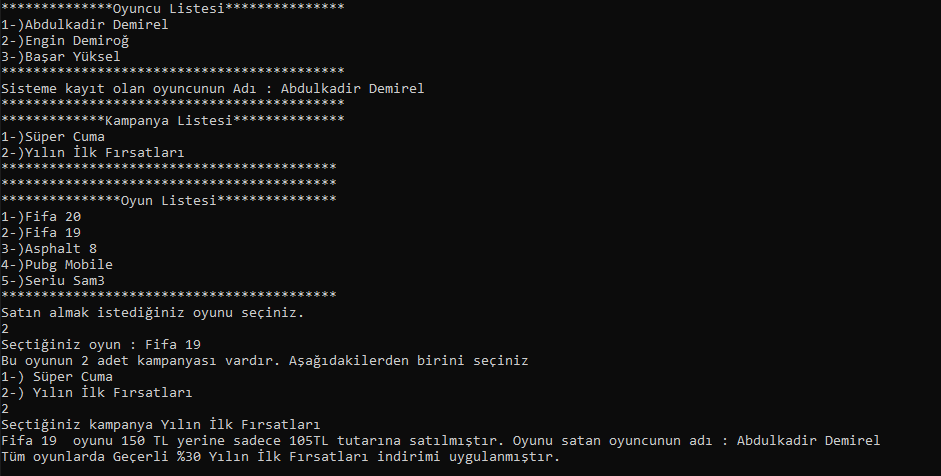 **************Oyuncu Listesi***************
1-)Abdulkadir Demirel
2-)Engin Demiroğ
3-)Başar Yüksel
*******************************************
Sisteme kayıt olan oyuncunun Adı : Abdulkadir Demirel
*******************************************
*************Kampanya Listesi**************
1-)Süper Cuma
2-)Yılın İlk Fırsatları
******************************************
******************************************
***************Oyun Listesi***************
1-)Fifa 20
2-)Fifa 19
3-)Asphalt 8
4-)Pubg Mobile
5-)Seriu Sam3
******************************************
Satın almak istediğiniz oyunu seçiniz.
2
Seçtiğiniz oyun : Fifa 19
Bu oyunun 2 adet kampanyası vardır. Aşağıdakilerden birini seçiniz
1-) Süper Cuma
2-) Yılın İlk Fırsatları
2
Seçtiğiniz kampanya Yılın İlk Fırsatları
Fifa 19  oyunu 150 TL yerine sadece 105TL tutarına satılmıştır. Oyunu satan oyuncunun adı : Abdulkadir Demirel
Tüm oyunlarda Geçerli %30 Yılın İlk Fırsatları indirimi uygulanmıştır.